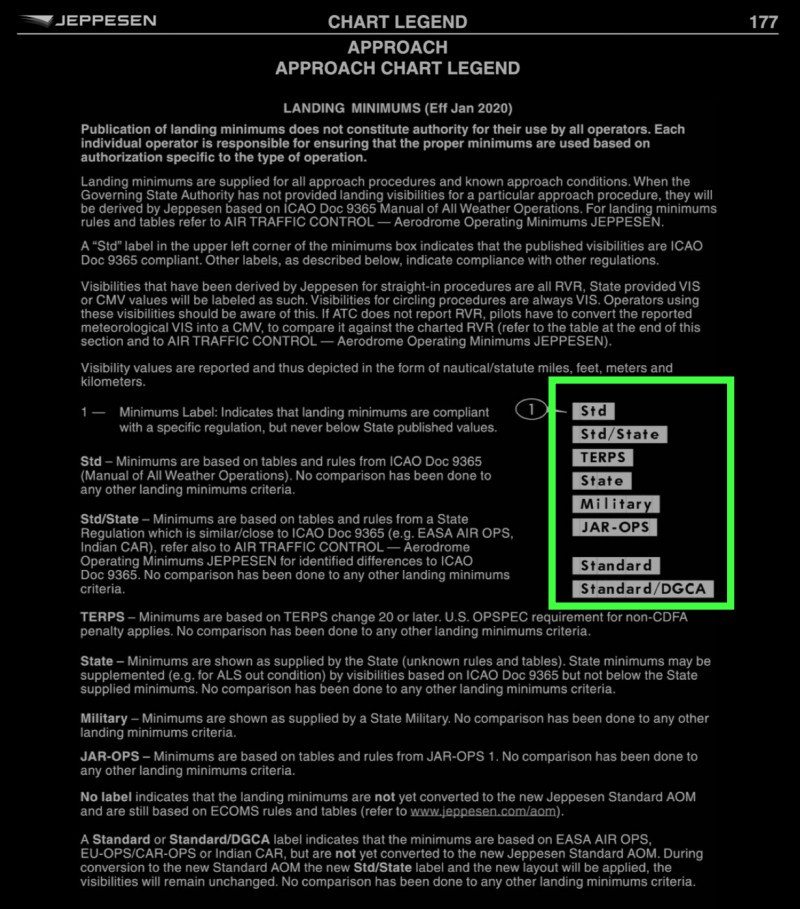 JEPPESEN
CHART LEGEND
177
APPROACH
APPROACH CHART LEGEND
LANDING MINIMUMS (Eff Jan 2020)
Publication of landing minimums does not constitute authority for their use by all operators. Each
individual operator is responsible for ensuring that the proper minimums are used based on
authorization specific to the type of operation.
Landing minimums are supplied for all approach procedures and known approach conditions. When the
Governing State Authority has not provided landing visibilities for a particular approach procedure, they will
be derived by Jeppesen based on ICAO Doc 9365 Manual of All Weather Operations. For landing minimums
rules and tables refer to AIR TRAFFIC CONTROL — Aerodrome Operating Minimums JEPPESEN.
A “Std” label in the upper left corner of the minimums box indicates that the published visibilities are ICAO
Doc 9365 compliant. Other labels, as described below, indicate compliance with other regulations.
Visibilities that have been derived by Jeppesen for straight-in procedures are all RVR, State provided VIS
or CMV values will be labeled as such. Visibilities for circling procedures are always VIS. Operators using
these visibilities should be aware of this. If ATC does not report RVR, pilots have to convert the reported
meteorological VIS into a CMV, to compare it against the charted RVR (refer to the table at the end of this
section and to AIR TRAFFIC CONTROL — Aerodrome Operating Minimums JEPPESEN).
Visibility values are reported and thus depicted in the form of nautical/statute miles, feet, meters and
kilometers.
1 — Minimums Label: Indicates that landing minimums are compliant
with a specific regulation, but never below State published values.
1
Std
Std/State
TERPS
State
Military
JAR-OPS
Standard
Standard/DGCA
Std – Minimums are based on tables and rules from ICAO Doc 9365
(Manual of All Weather Operations). No comparison has been done to
any other landing minimums criteria.
Std/State – Minimums are based on tables and rules from a State
Regulation which is similar/close to ICAO Doc 9365 (e.g. EASA AIR OPS,
Indian CAR), refer also to AIR TRAFFIC CONTROL — Aerodrome
Operating Minimums JEPPESEN for identified differences to ICAO
Doc 9365. No comparison has been done to any other landing minimums
criteria.
TERPS – Minimums are based on TERPS change 20 or later. U.S. OPSPEC requirement for non-CDFA
penalty applies. No comparison has been done to any other landing minimums criteria.
State – Minimums are shown as supplied by the State (unknown rules and tables). State minimums may be
supplemented (e.g. for ALS out condition) by visibilities based on ICAO Doc 9365 but not below the State
supplied minimums. No comparison has been done to any other landing minimums criteria.
Military – Minimums are shown as supplied by a State Military. No comparison has been done to any other
landing minimums criteria.
JAR-OPS – Minimums are based on tables and rules from JAR-OPS 1. No comparison has been done to
any other landing minimums criteria.
No label indicates that the landing minimums are not yet converted to the new Jeppesen Standard AOM
and are still based on ECOMS rules and tables (refer to www.jeppesen.com/aom).
A Standard or Standard/DGCA label indicates that the minimums are based on EASA AIR OPS,
EU-OPS/CAR-OPS or Indian CAR, but are not yet converted to the new Jeppesen Standard AOM. During
conversion to the new Standard AOM the new Std/State label and the new layout will be applied, the
visibilities will remain unchanged. No comparison has been done to any other landing minimums criteria.